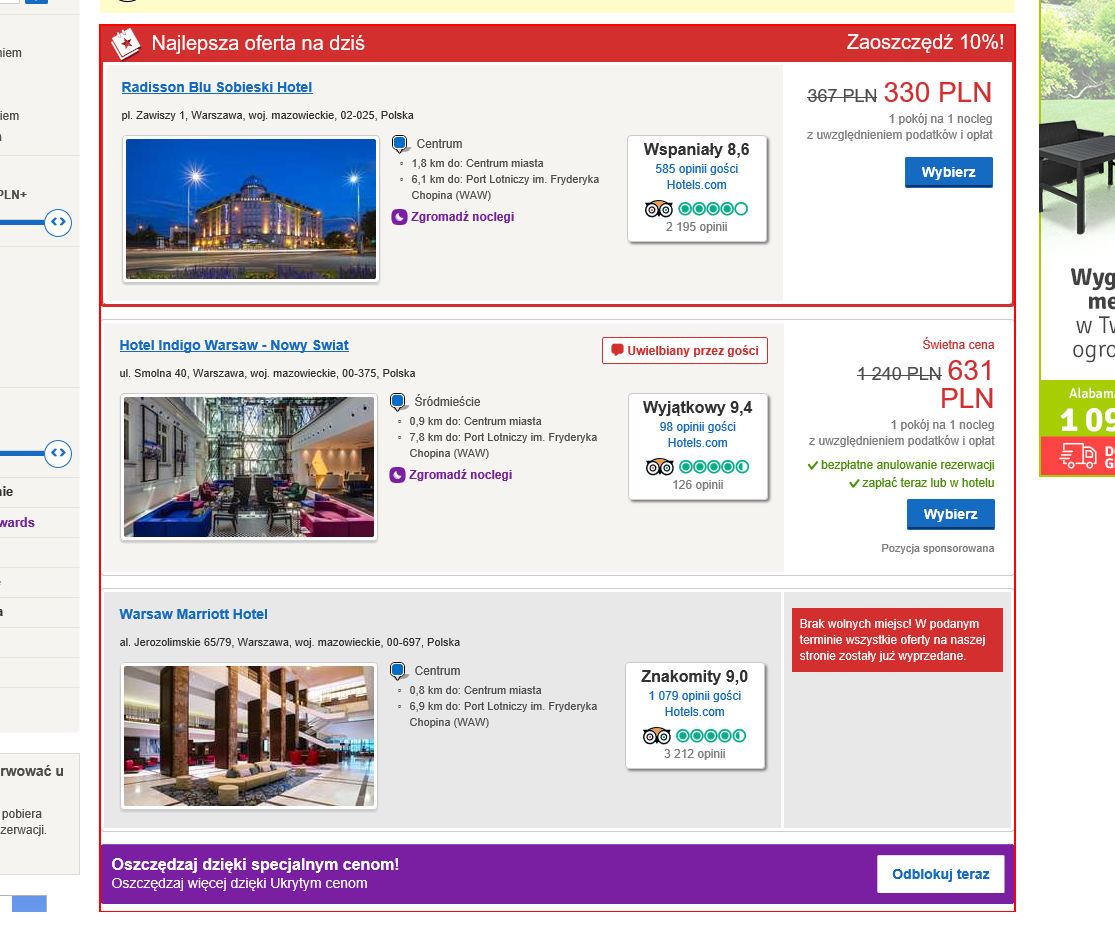 niem
iem
PLN+
nie
wards
rwować u
pobiera
zerwacji.
Najlepsza oferta na dziś
Zaoszczędź 10%!
Radisson Blu Sobieski Hotel
pl. Zawiszy 1, Warszawa, woj. mazowieckie, 02-025, Polska
Centrum
1,8 km do: Centrum miasta
6,1 km do: Port Lotniczy im. Fryderyka
Chopina (WAW)
Zgromadź noclegi
Wspaniały 8,6
585 opinii gości
Hotels.com
2 195 opinii
367 PLN 330 PLN
1 pokój na 1 nocleg
z uwzględnieniem podatków i opłat
Wybierz
Hotel Indigo Warsaw - Nowy Swiat
Uwielbiany przez gości
ul. Smolna 40, Warszawa, woj. mazowieckie, 00-375, Polska
Śródmieście
0,9 km do: Centrum miasta
7,8 km do: Port Lotniczy im. Fryderyka
Chopina (WAW)
Zgromadź noclegi
Wyjątkowy 9,4
98 opinii gości
Hotels.com
126 opinii
Świetna cena
1 240 PLN 631
PLN
1 pokój na 1 nocleg
z uwzględnieniem podatków i opłat
bezpłatne anulowanie rezerwacji
zapłać teraz lub w hotelu
Wybierz
Pozycja sponsorowana
Warsaw Marriott Hotel
al. Jerozolimskie 65/79, Warszawa, woj. mazowieckie, 00-697, Polska
Centrum
0,8 km do: Centrum miasta
6,9 km do: Port Lotniczy im. Fryderyka
Chopina (WAW)
Znakomity 9,0
1 079 opinii gości
Hotels.com
3 212 opinii
Brak wolnych miejsc! W podanym
terminie wszystkie oferty na naszej
stronie zostały już wyprzedane.
Oszczędzaj dzięki specjalnym cenom!
Oszczędzaj więcej dzięki Ukrytym cenom
Odblokuj teraz
Wyg
me
w Tw
ogro
Alabama
1 09